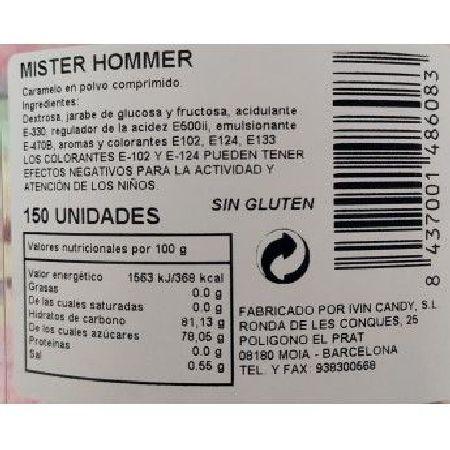 MISTER HOMMER
Caramelo en polvo comprimido
Ingredientes:
Dextrosa, jarabe de glucosa y fructosa, acidulante
E-330, regulador de la acidez E500ii, emulsionante
E-470B, aromas y colorantes E102, E124, E133
LOS COLORANTES E-102 Y E-124 PUEDEN TENER
EFECTOS NEGATIVOS PARA LA ACTIVIDAD Y
ATENCIÓN DE LOS NIÑOS
150 UNIDADES
SIN GLUTEN
Valores nutricionales por 100 g
Valor energético 1563 kJ/368 kcal
Grasas 0.0 g
De las cuales saturadas 0.0 g
Hidratos de carbono 81,13 g
De los cuales azúcares 78,05 g
Proteinas 0.0 g
Sal 0.55 g
FABRICADO POR IVIN CANDY, S.L
RONDA DE LES CONQUES, 25
POLIGONO EL PRAT
08180 MOIA - BARCELONA
TEL. Y FAX 938300568
8 437001 486083